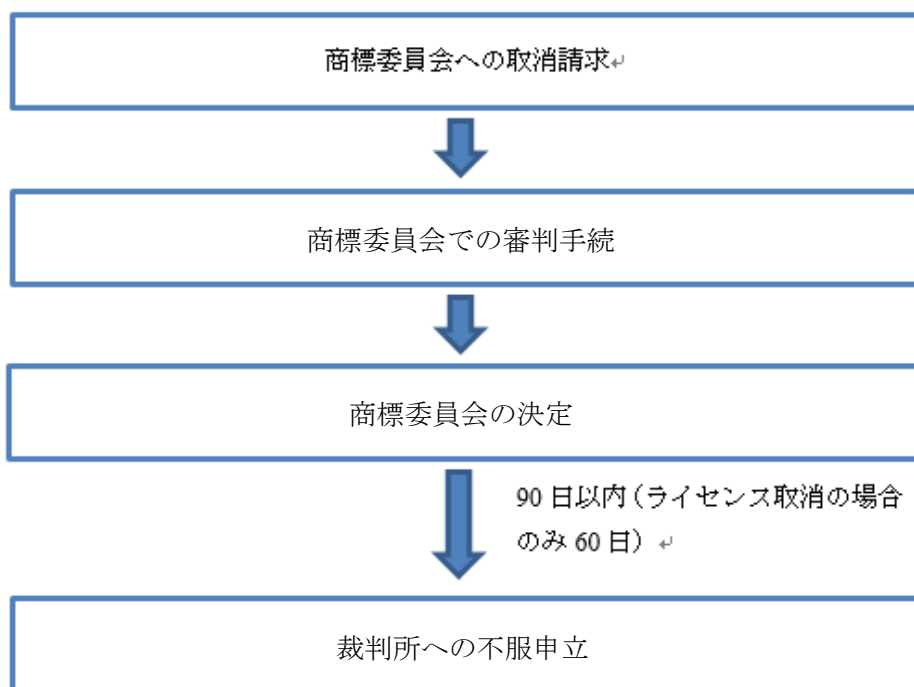 商標委員会への取消請求↵
商標委員会での審判手続
商標委員会の決定
90 日以内（ライセンス取消の場合
のみ 60 日） ↵
裁判所への不服申立